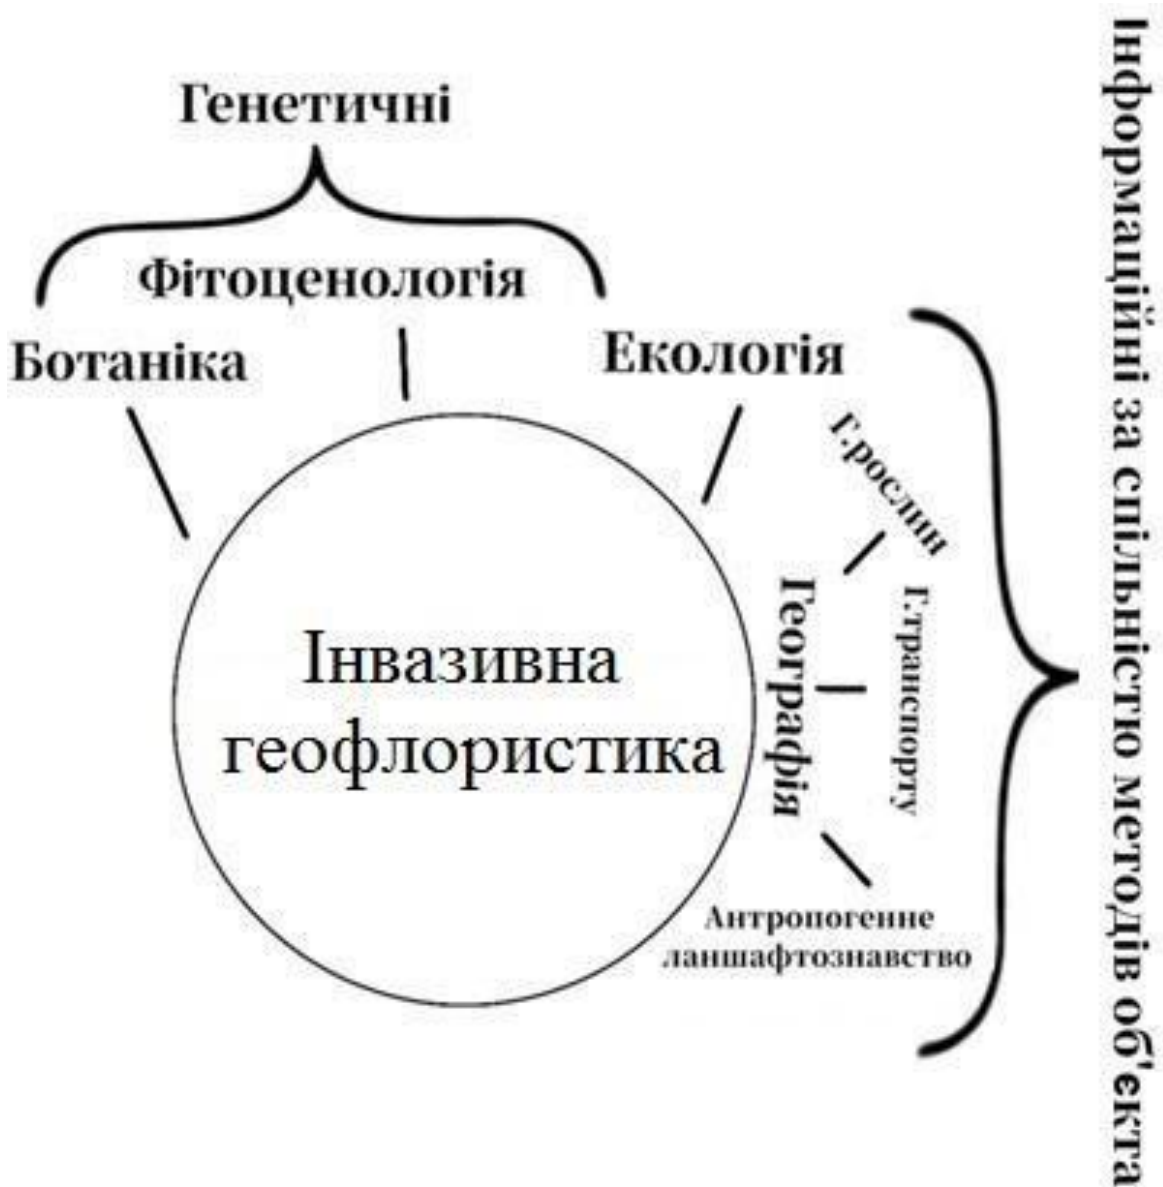 Генетичні
Фітоценологія
Ботаніка
Екологія
Г.рослин
Географія
Г.транспорту
Інвазивна
геофлористика
Антропогенне
ланшафтознавство
Інформаційні за спільністю методів об'єкта